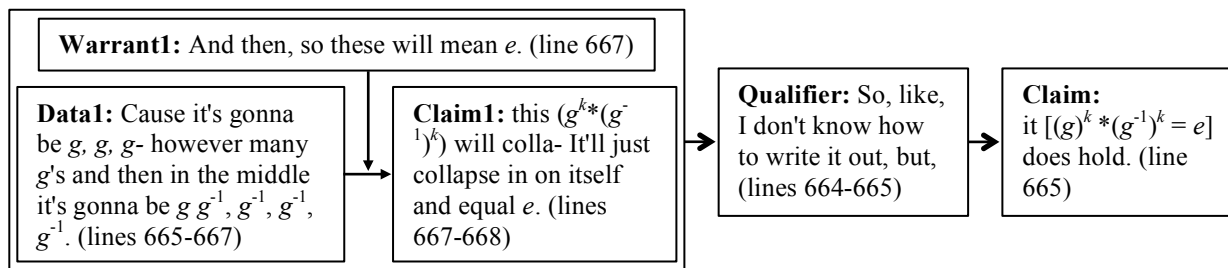 Warrant1: And then, so these will mean e. (line 667)
Data1: Cause it's gonna
be g, g, g- however many
g's and then in the middle
it's gonna be g g⁻¹, g⁻¹, g⁻¹,
g⁻¹. (lines 665-667)
Claim1: this (gᵏ*(g⁻
¹)ᵏ) will colla- It'll just
collapse in on itself
and equal e. (lines
667-668)
Qualifier: So, like,
I don't know how
to write it out, but,
(lines 664-665)
Claim:
it [(g)ᵏ *(g⁻¹)ᵏ = e]
does hold. (line
665)